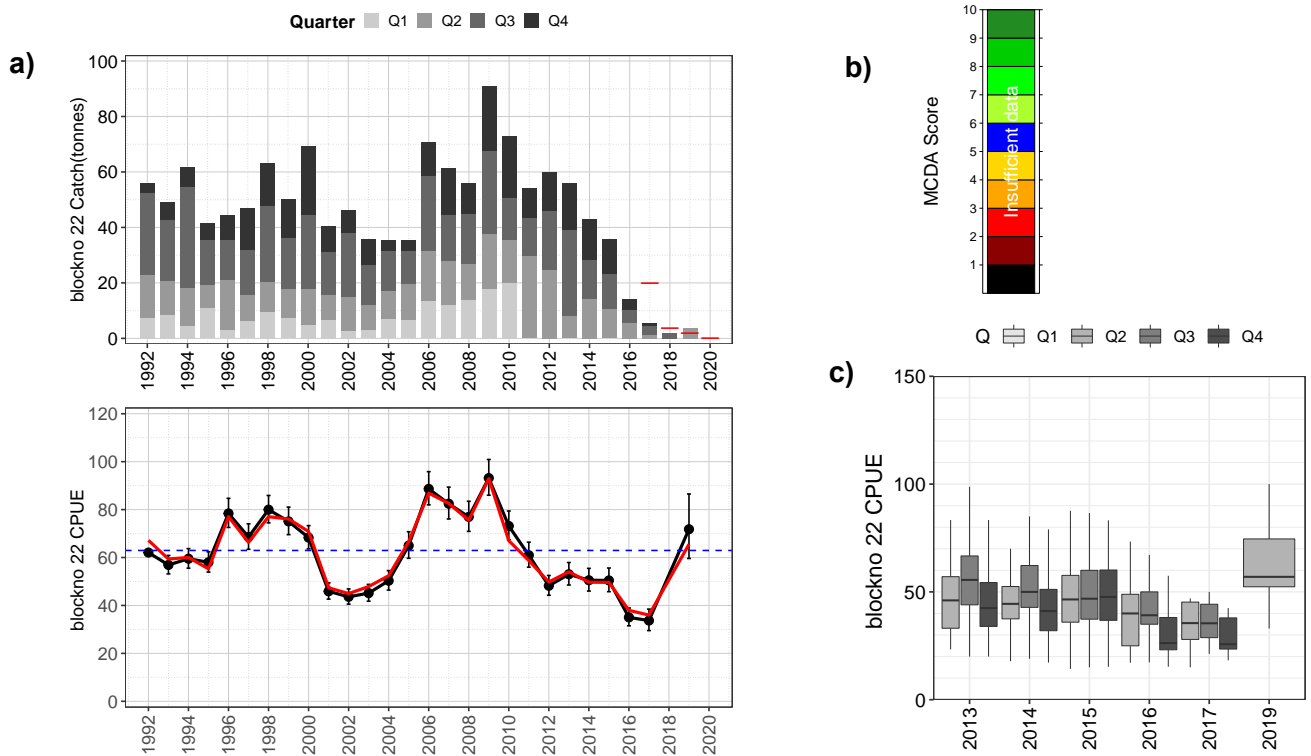 Quarter Q1 Q2 Q3 Q4
a)
blockno 22 Catch(tonnes)
100
80
60
40
20
0
1992 1994 1996 1998 2000 2002 2004 2006 2008 2010 2012 2014 2016 2018 2020
blockno 22 CPUE
120
100
80
60
40
20
0
1992 1994 1996 1998 2000 2002 2004 2006 2008 2010 2012 2014 2016 2018 2020
b)
MCDA Score
10
9
8
7
6
5
4
3
2
1
Insufficient data
Q Q1 Q2 Q3 Q4
c)
blockno 22 CPUE
150
100
50
0
2013 2014 2015 2016 2017 2019